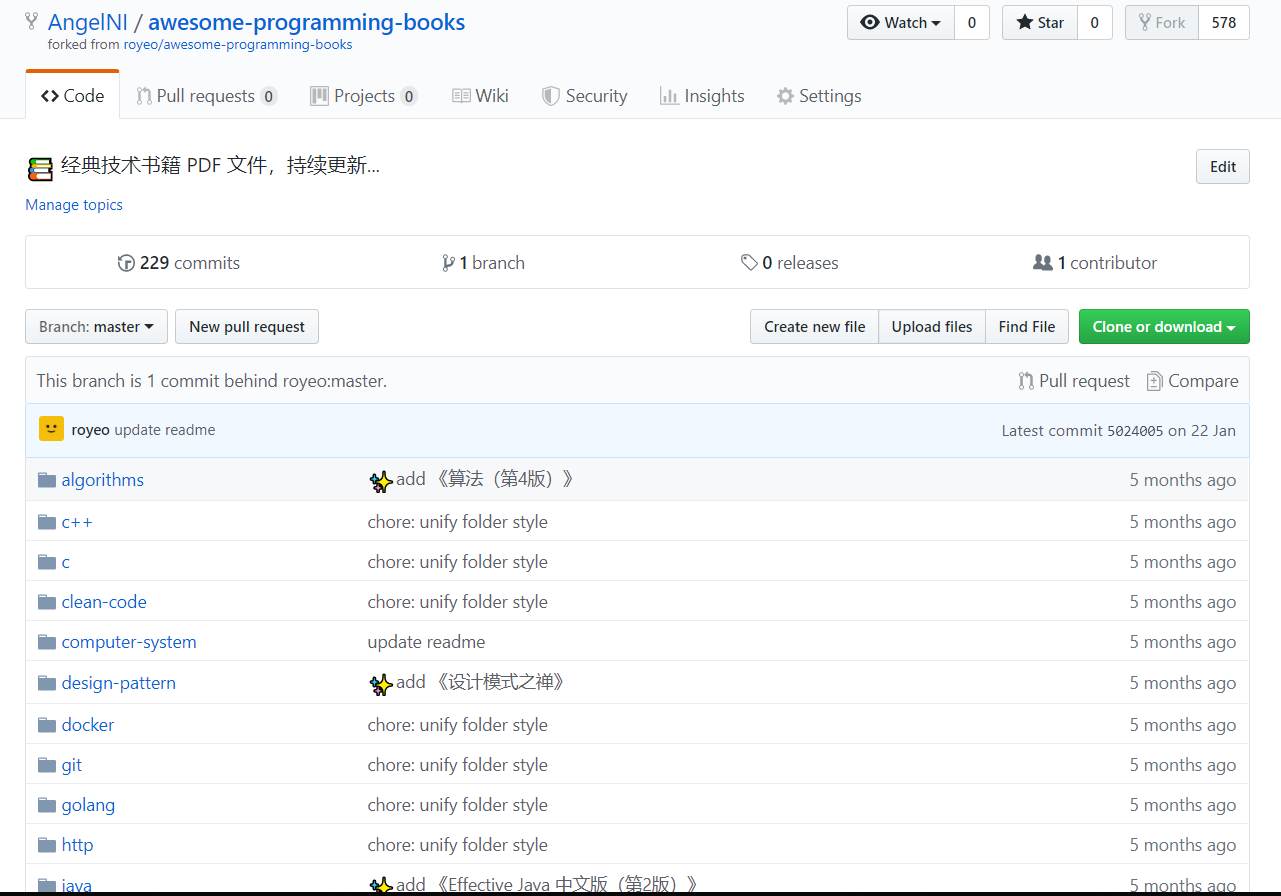 AngelNI / awesome-programming-books
Watch 0 Star 0 Fork 578
forked from royeo/awesome-programming-books
Code Pull requests 0 Projects 0 Wiki Security Insights Settings
经典技术书籍 PDF 文件，持续更新...
Edit
Manage topics
229 commits 1 branch 0 releases 1 contributor
Branch: master New pull request Create new file Upload files Find File Clone or download
This branch is 1 commit behind royeo:master. Pull request Compare
royeo update readme Latest commit 5024005 on 22 Jan
algorithms add 《算法（第4版）》 5 months ago
c++ chore: unify folder style 5 months ago
c chore: unify folder style 5 months ago
clean-code chore: unify folder style 5 months ago
computer-system update readme 5 months ago
design-pattern add 《设计模式之禅》 5 months ago
docker chore: unify folder style 5 months ago
git chore: unify folder style 5 months ago
golang chore: unify folder style 5 months ago
http chore: unify folder style 5 months ago
java add 《Effective Java 中文版（第2版）》 5 months ago